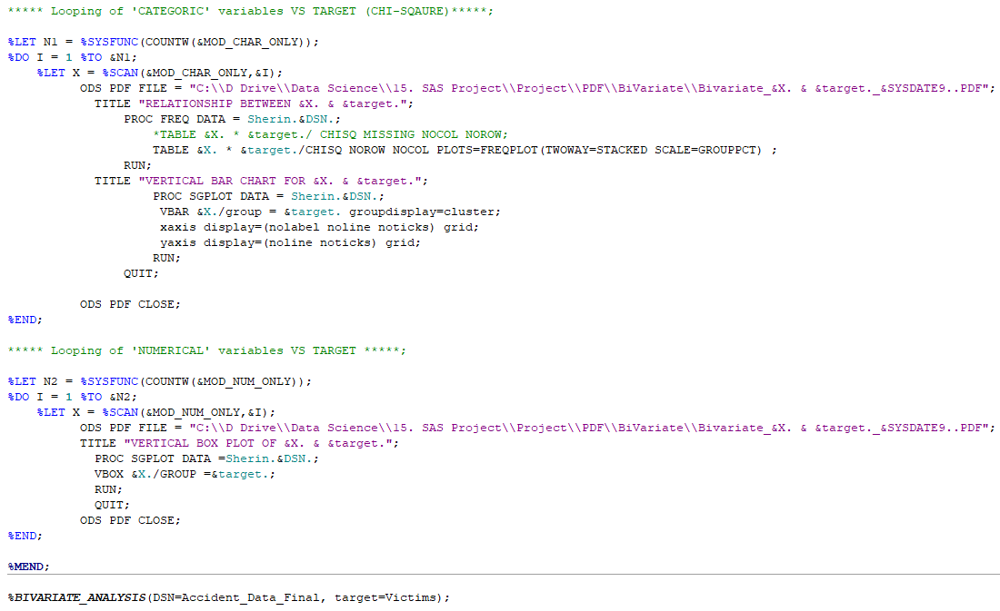 ***** Looping of 'CATEGORIC' variables VS TARGET (CHI-SQAURE)*****;
%LET N1 = %SYSFUNC(COUNTW(&MOD_CHAR_ONLY));
%DO I = 1 %TO &N1;
%LET X = %SCAN(&MOD_CHAR_ONLY,&I);
ODS PDF FILE = "C:\\D Drive\\Data Science\\15. SAS Project\\Project\\PDF\\BiVariate\\Bivariate_&X. & &target._&SYSDATE9..PDF";
TITLE "RELATIONSHIP BETWEEN &X. & &target.";
PROC FREQ DATA = Sherin.&DSN.;
*TABLE &X. * &target./ CHISQ MISSING NOCOL NOROW;
TABLE &X. * &target./CHISQ NOROW NOCOL PLOTS=FREQPLOT(TWOWAY=STACKED SCALE=GROUPPCT) ;
RUN;
TITLE "VERTICAL BAR CHART FOR &X. & &target.";
PROC SGPLOT DATA = Sherin.&DSN.;
VBAR &X./group = &target. groupdisplay=cluster;
xaxis display=(nolabel noline noticks) grid;
yaxis display=(noline noticks) grid;
RUN;
QUIT;
ODS PDF CLOSE;
%END;
***** Looping of 'NUMERICAL' variables VS TARGET *****;
%LET N2 = %SYSFUNC(COUNTW(&MOD_NUM_ONLY));
%DO I = 1 %TO &N2;
%LET X = %SCAN(&MOD_NUM_ONLY,&I);
ODS PDF FILE = "C:\\D Drive\\Data Science\\15. SAS Project\\Project\\PDF\\BiVariate\\Bivariate_&X. & &target._&SYSDATE9..PDF";
TITLE "VERTICAL BOX PLOT OF &X. & &target.";
PROC SGPLOT DATA =Sherin.&DSN.;
VBOX &X./GROUP =&target.;
RUN;
QUIT;
ODS PDF CLOSE;
%END;
%MEND;
%BIVARIATE_ANALYSIS(DSN=Accident_Data_Final, target=Victims);